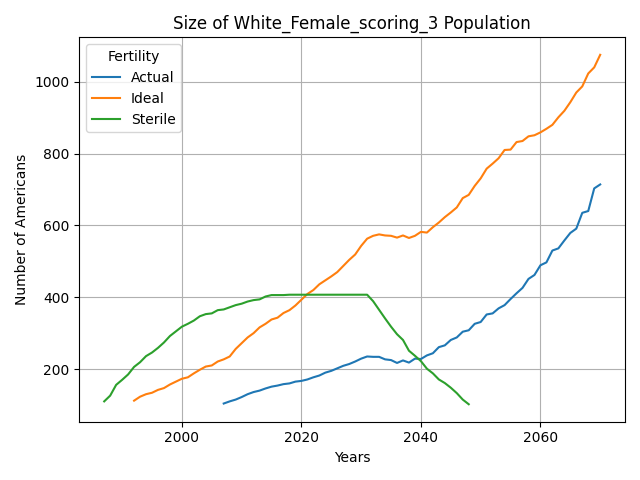 Size of White_Female_scoring_3 Population
Fertility
Actual
Ideal
Sterile
1000
800
600
400
200
Number of Americans
2000
2020
2040
2060
Years